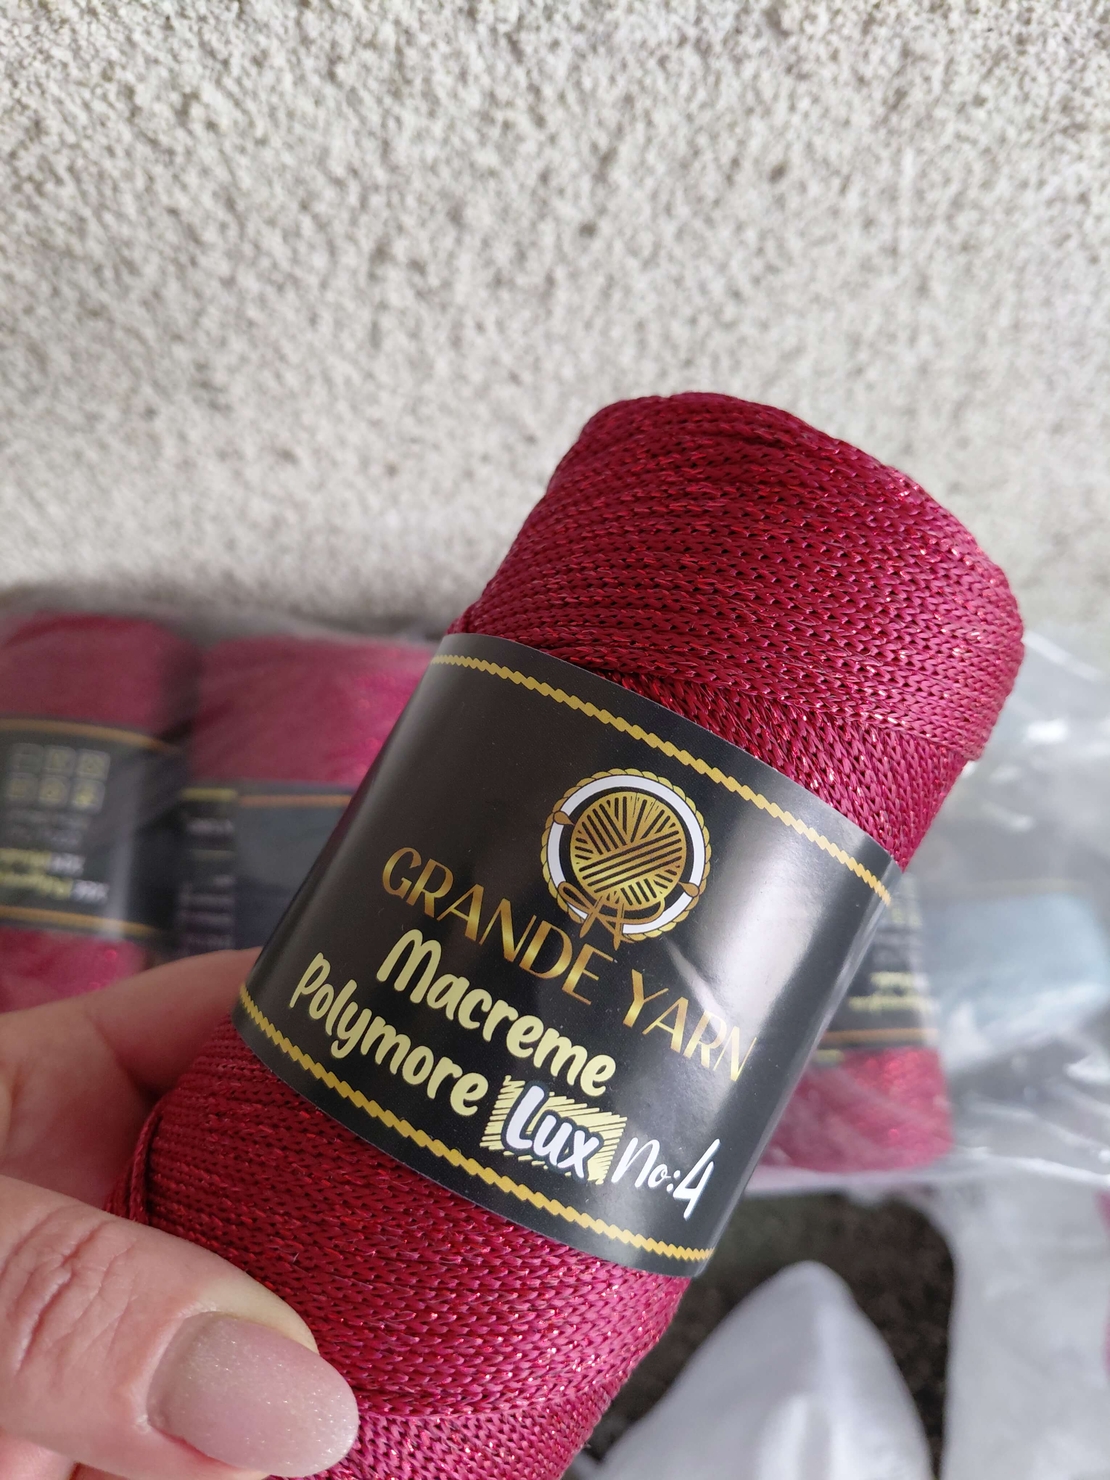 GRANDE YARN
Macreme
Polymore Lux No:4